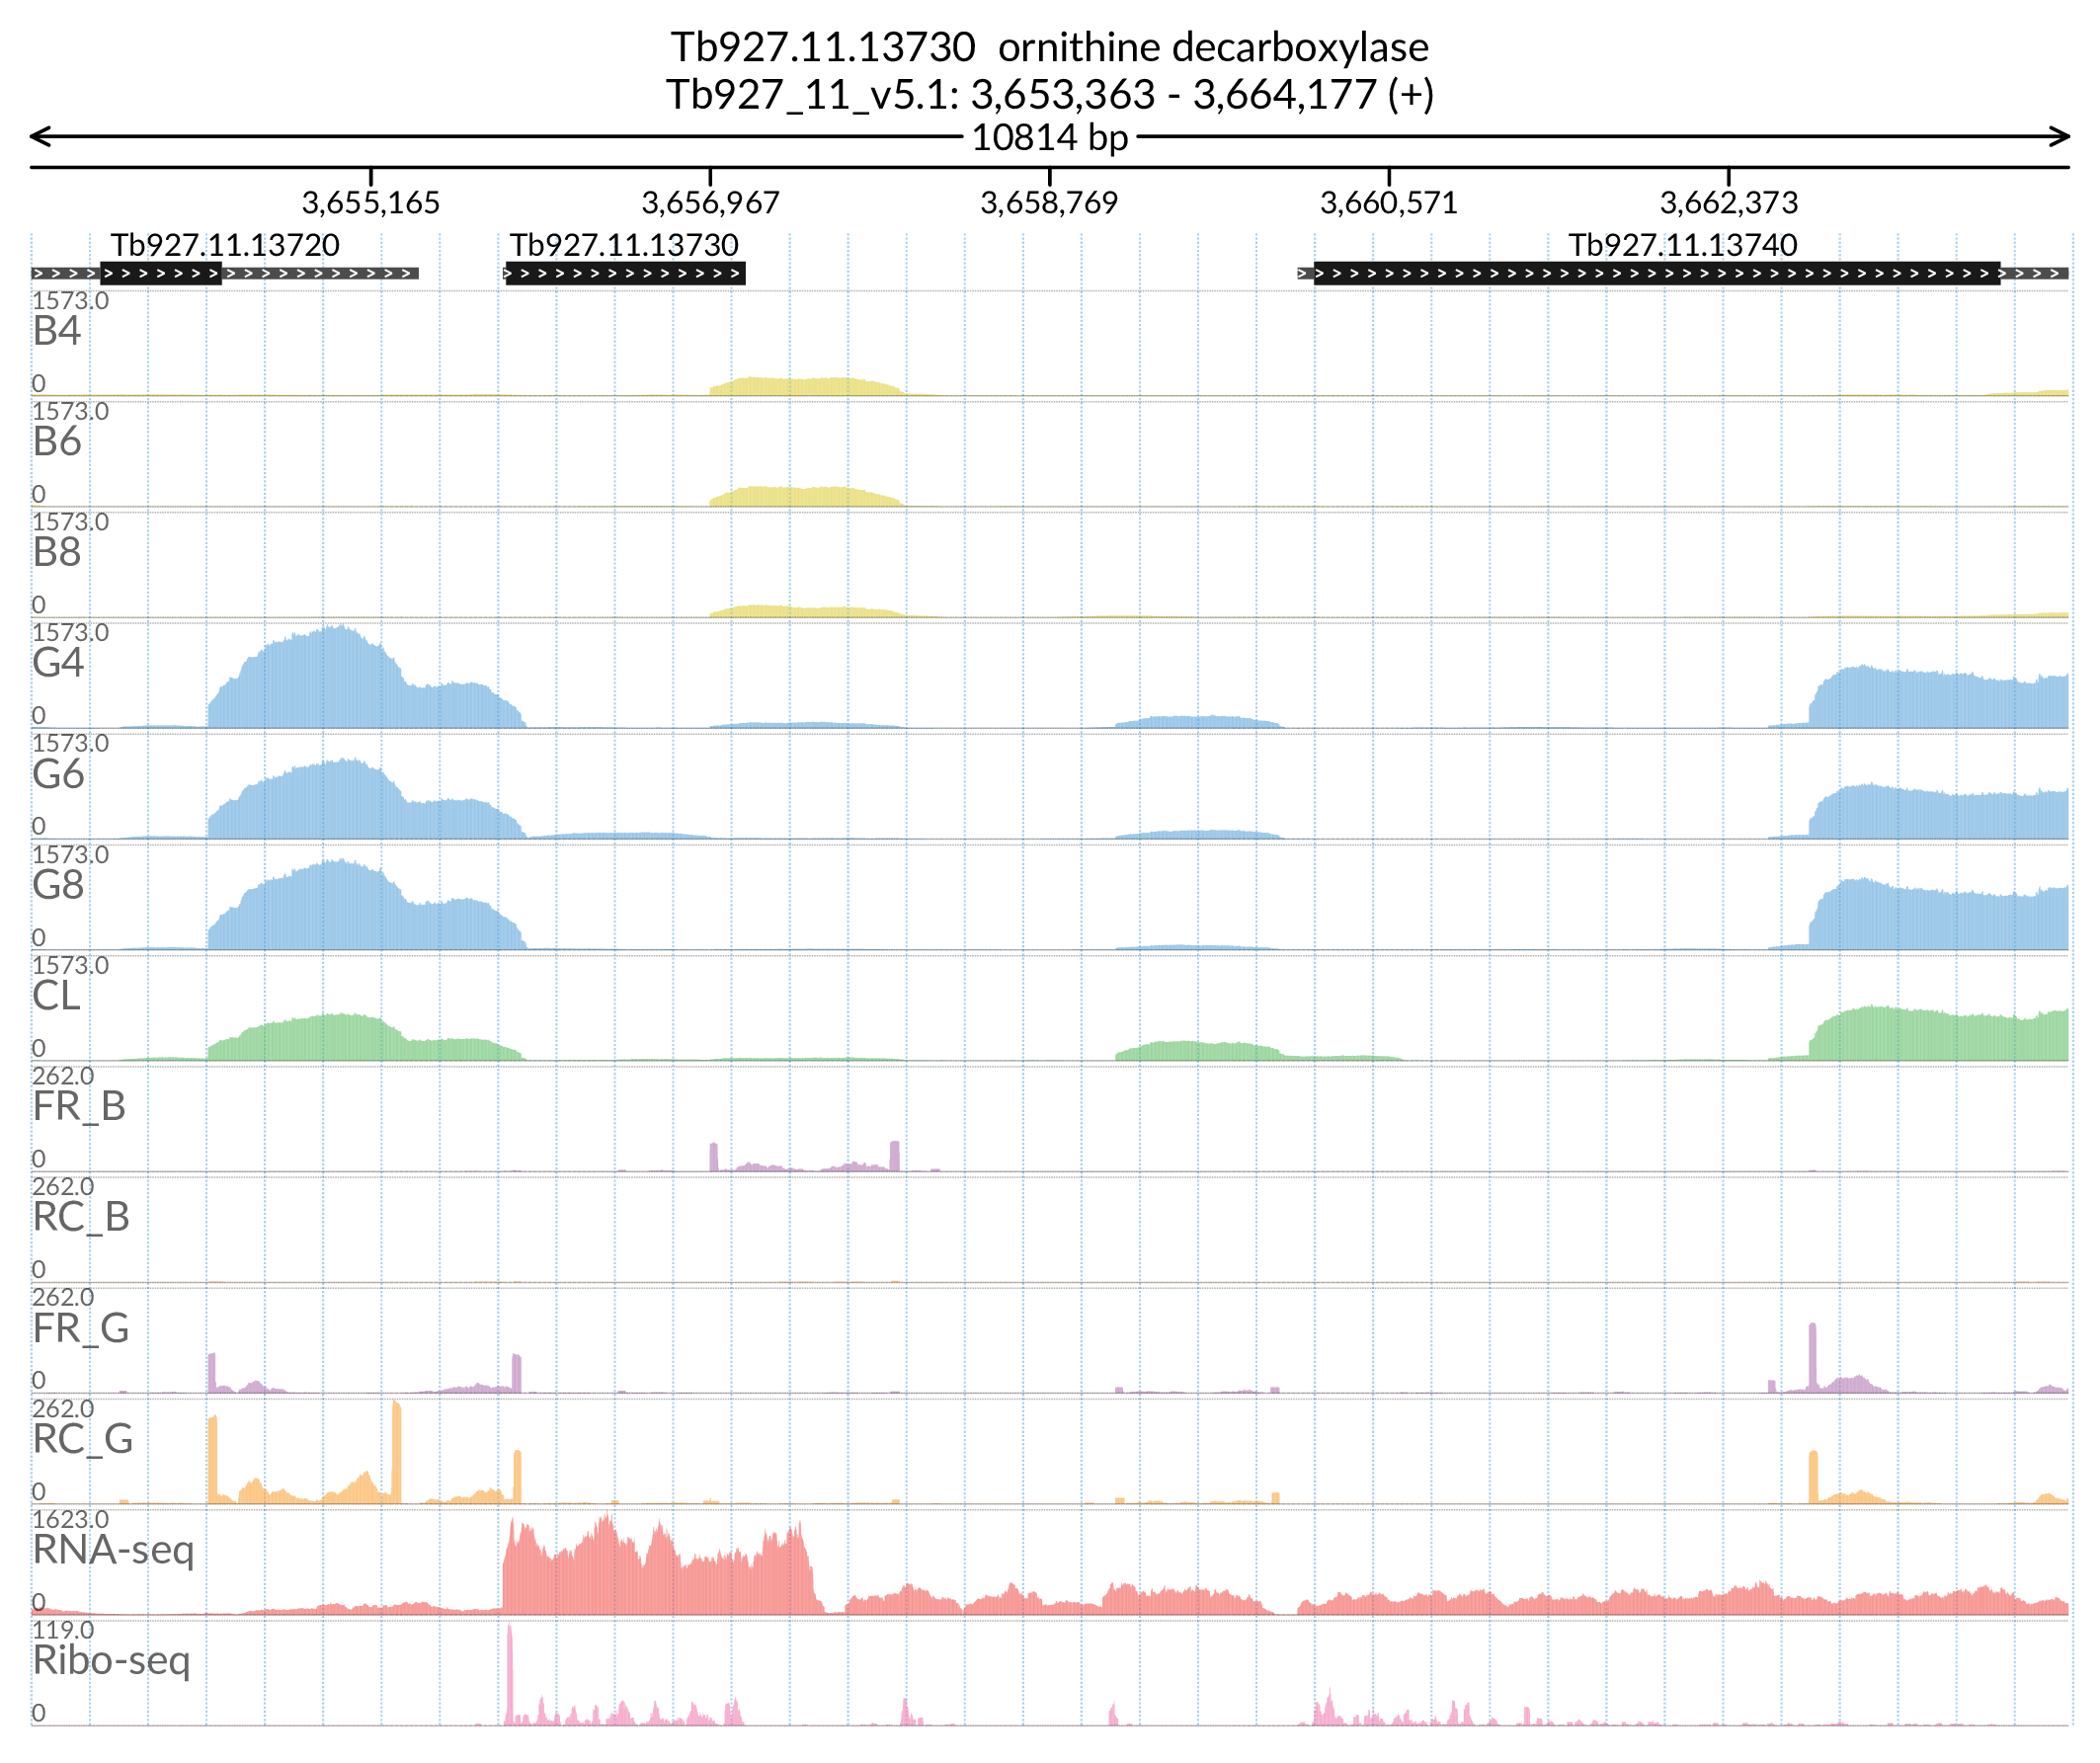 Tb927.11.13730 ornithine decarboxylase
Tb927_11_v5.1: 3,653,363 - 3,664,177 (+)
10814 bp
3,655,165 3,656,967 3,658,769 3,660,571 3,662,373
Tb927.11.13720 Tb927.11.13730 Tb927.11.13740
1573.0
B4
0
1573.0
B6
0
1573.0
B8
0
1573.0
G4
0
1573.0
G6
0
1573.0
G8
0
1573.0
CL
0
262.0
FR_B
0
262.0
RC_B
0
262.0
FR_G
0
262.0
RC_G
0
1623.0
RNA-seq
0
119.0
Ribo-seq
0